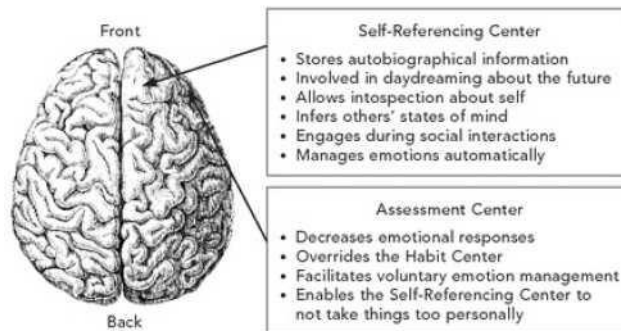 Front
Self-Referencing Center
• Stores autobiographical information
• Involved in daydreaming about the future
• Allows intospection about self
• Infers others' states of mind
• Engages during social interactions
• Manages emotions automatically
Assessment Center
• Decreases emotional responses
• Overrides the Habit Center
• Facilitates voluntary emotion management
• Enables the Self-Referencing Center to
not take things too personally
Back